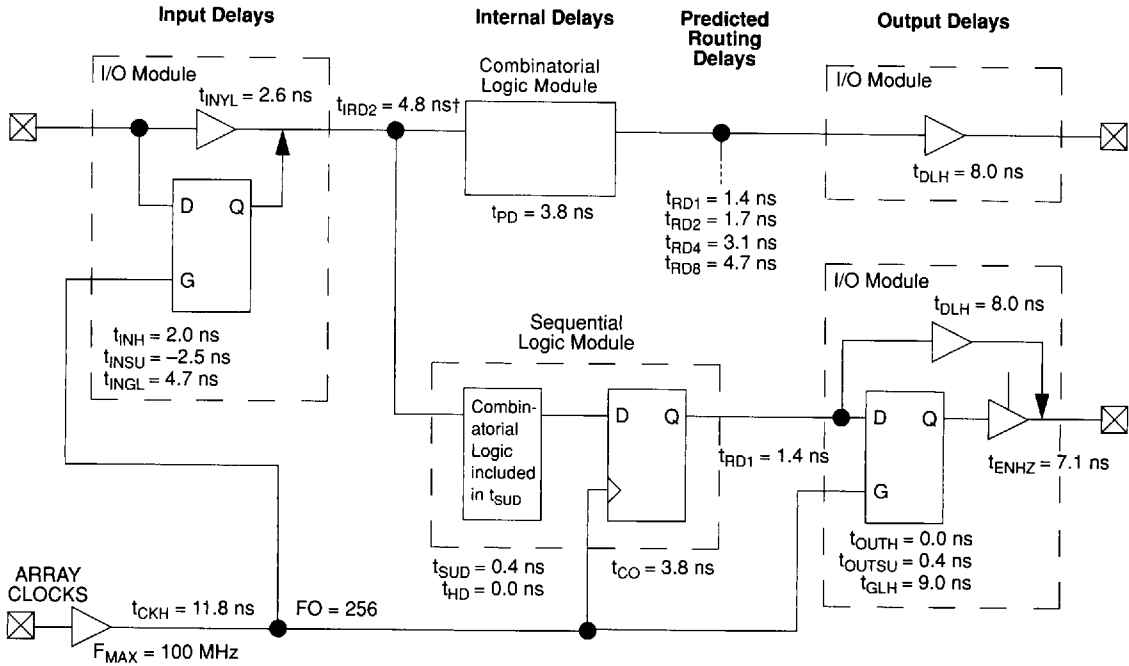 Input Delays
Internal Delays
Predicted
Routing
Delays
Output Delays
I/O Module
t_INYL = 2.6 ns
t_IRD2 = 4.8 ns†
Combinatorial
Logic Module
t_PD = 3.8 ns
t_RD1 = 1.4 ns
t_RD2 = 1.7 ns
t_RD4 = 3.1 ns
t_RD8 = 4.7 ns
I/O Module
t_DLH = 8.0 ns
D Q
G
t_INH = 2.0 ns
t_INSU = −2.5 ns
t_INGL = 4.7 ns
Sequential
Logic Module
Combin-
atorial
Logic
included
in t_SUD
D Q
t_SUD = 0.4 ns
t_HD = 0.0 ns
t_CO = 3.8 ns
t_RD1 = 1.4 ns
I/O Module
t_DLH = 8.0 ns
D Q
G
t_ENHZ = 7.1 ns
t_OUTH = 0.0 ns
t_OUTSU = 0.4 ns
t_GLH = 9.0 ns
ARRAY
CLOCKS
t_CKH = 11.8 ns
FO = 256
F_MAX = 100 MHz